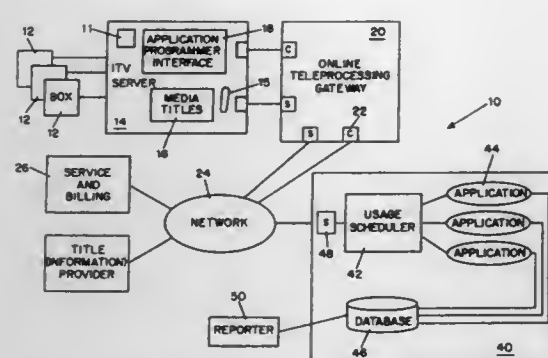 12
12
BOX
12
11
ITV
SERVER
14
APPLICATION
PROGRAMMER
INTERFACE
18
MEDIA
TITLES
16
15
C
S
20
ONLINE
TELEPROCESSING
GATEWAY
S
C
22
10
26
SERVICE
AND
BILLING
24
NETWORK
TITLE
(INFORMATION)
PROVIDER
S
48
USAGE
SCHEDULER
42
44
APPLICATION
APPLICATION
APPLICATION
50
REPORTER
DATABASE
46
40